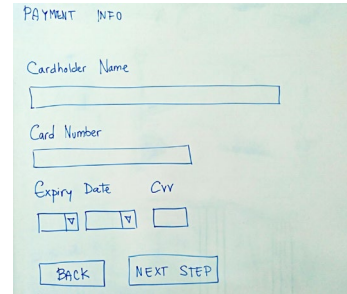 PAYMENT INFO
Cardholder Name
Card Number
Expiry Date CVV
BACK NEXT STEP